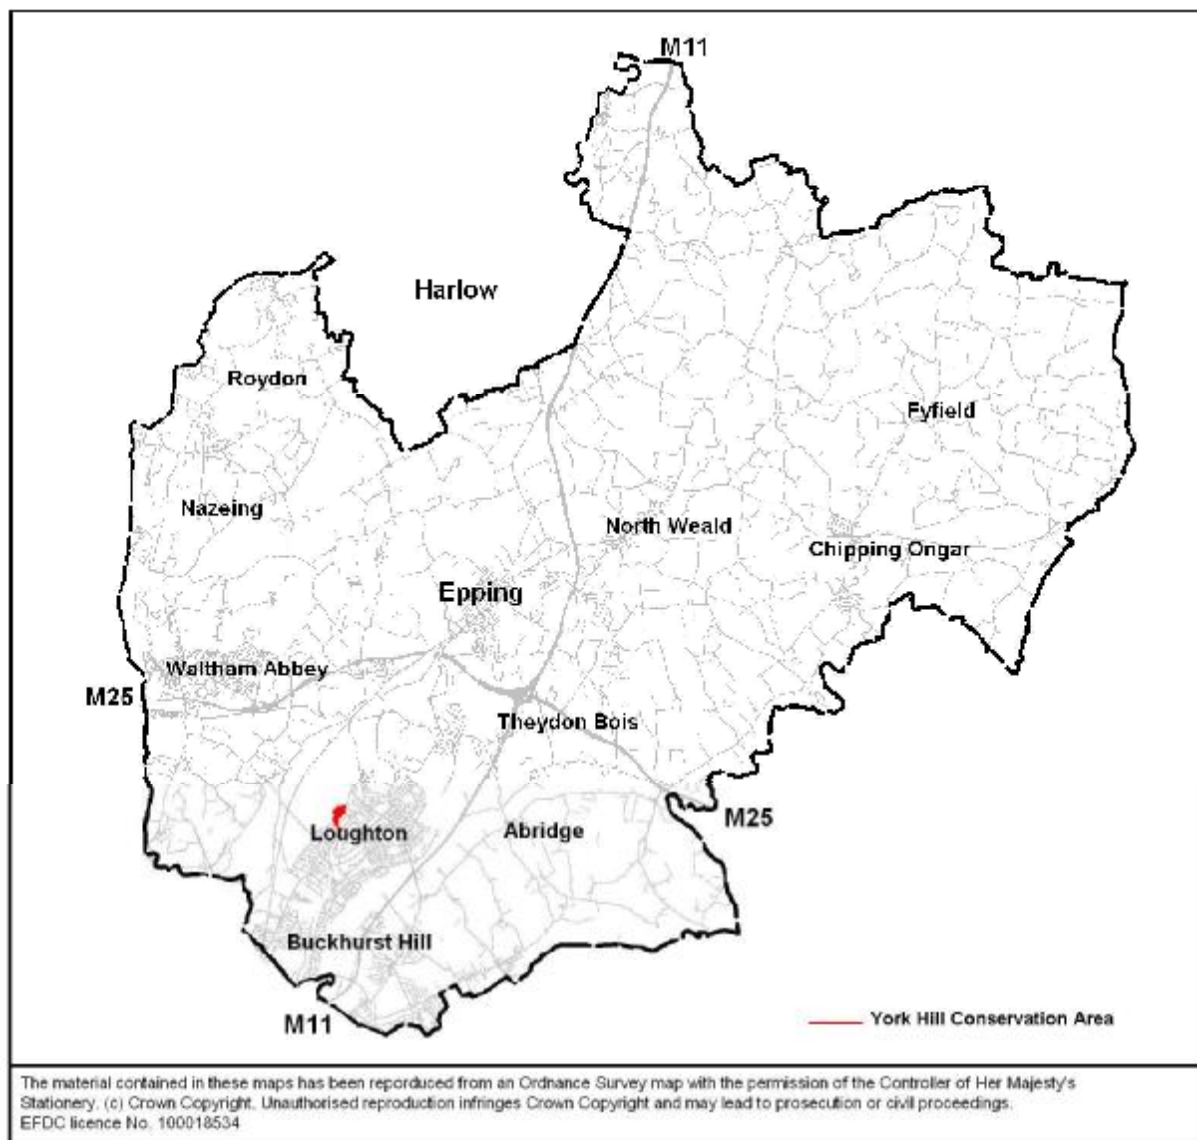 M11
Harlow
Roydon
Fyfield
Nazeing
North Weald
Chipping Ongar
Epping
Waltham Abbey
M25
Theydon Bois
M25
Loughton
Abridge
Buckhurst Hill
M11
York Hill Conservation Area
The material contained in these maps has been reporduced from an Ordnance Survey map with the permission of the Controller of Her Majesty's
Stationery. (c) Crown Copyright. Unauthorised reproduction infringes Crown Copyright and may lead to prosecution or civil proceedings.
EFDC licence No. 100018534